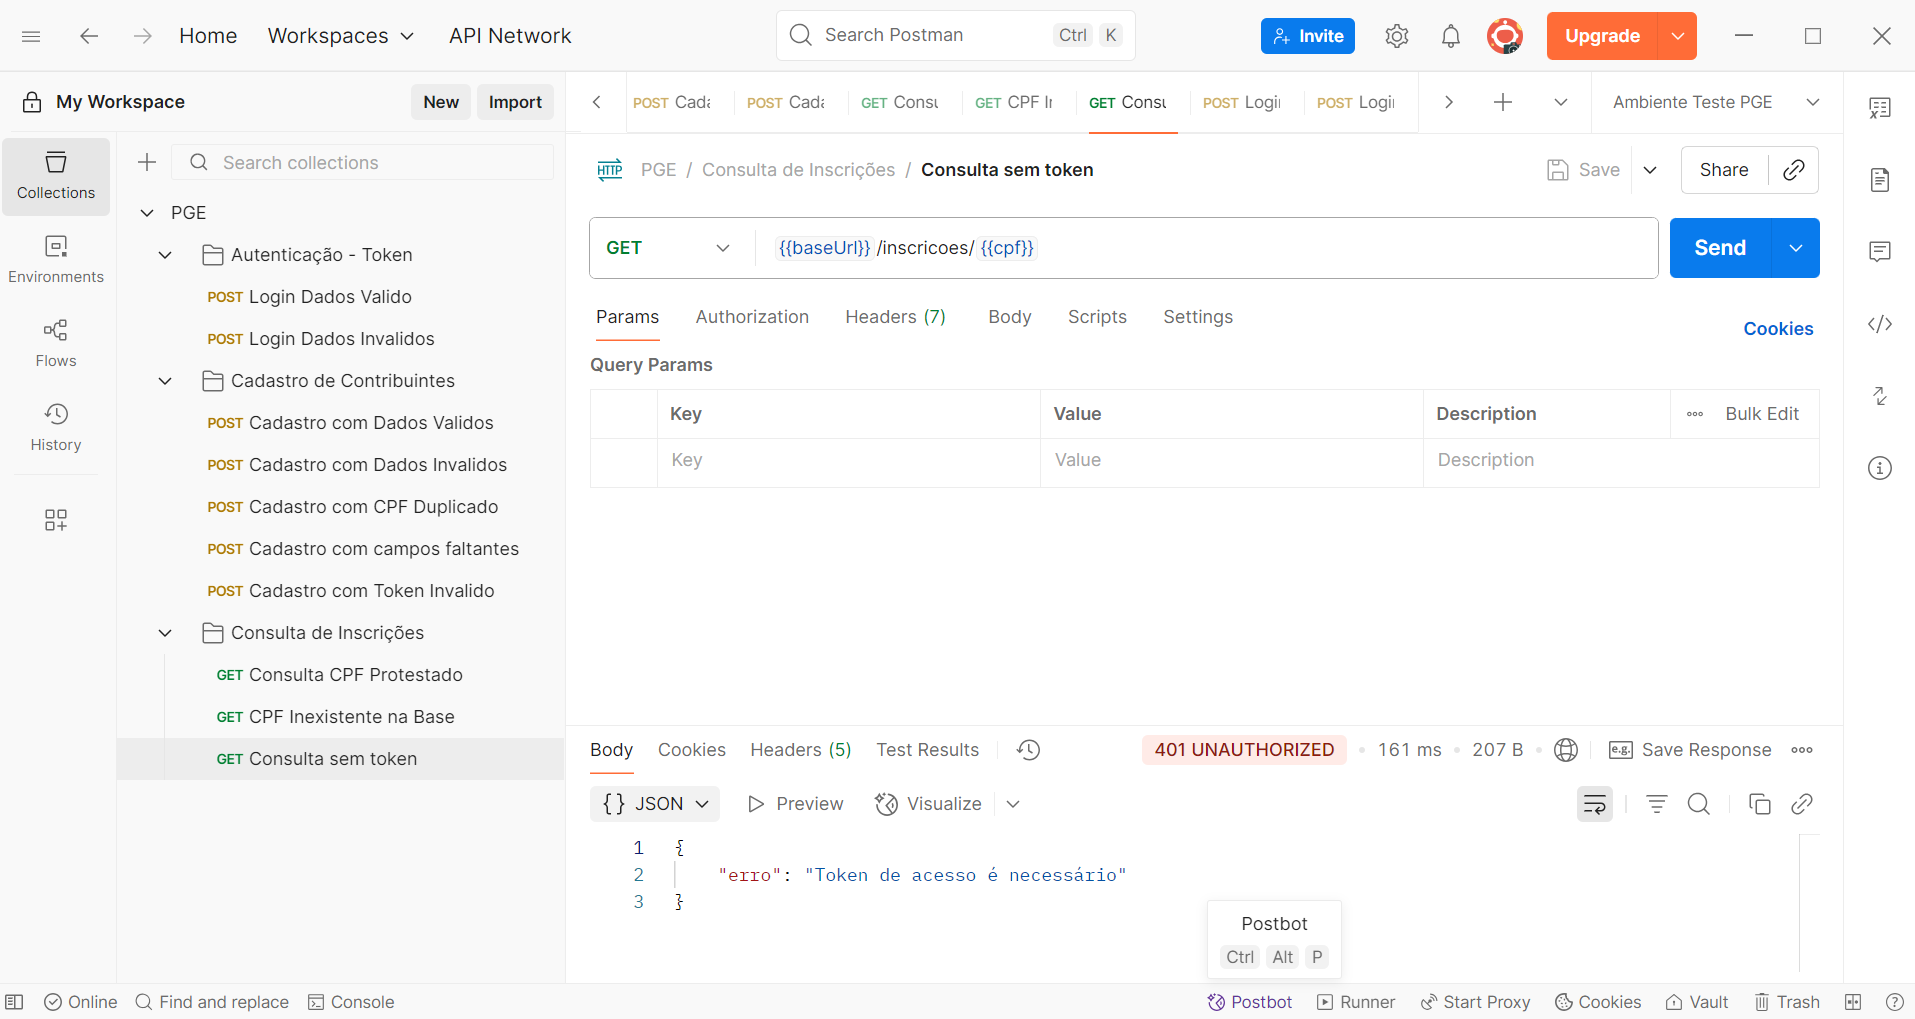 Home Workspaces API Network Search Postman Ctrl K Invite Upgrade
My Workspace New Import
POST Cada POST Cada GET Consu GET CPF Ir GET Consu POST Logii POST Logii Ambiente Teste PGE
Collections
Environments
Flows
History
Search collections
PGE
Autenticação - Token
POST Login Dados Valido
POST Login Dados Invalidos
Cadastro de Contribuintes
POST Cadastro com Dados Validos
POST Cadastro com Dados Invalidos
POST Cadastro com CPF Duplicado
POST Cadastro com campos faltantes
POST Cadastro com Token Invalido
Consulta de Inscrições
GET Consulta CPF Protestado
GET CPF Inexistente na Base
GET Consulta sem token
HTTP PGE / Consulta de Inscrições / Consulta sem token Save Share
GET {{baseUrl}} /inscricoes/ {{cpf}} Send
Params Authorization Headers (7) Body Scripts Settings Cookies
Query Params
Key Value Description Bulk Edit
Key Value Description
Body Cookies Headers (5) Test Results 401 UNAUTHORIZED 161 ms 207 B e.g. Save Response
{} JSON Preview Visualize
1 {
2 "erro": "Token de acesso é necessário"
3 }
Postbot
Ctrl Alt P
Online Find and replace Console Postbot Runner Start Proxy Cookies Vault Trash